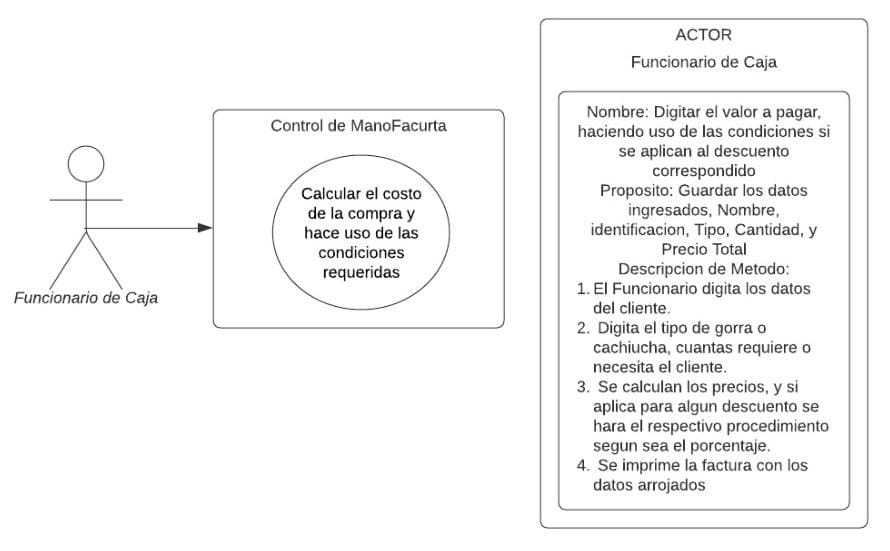 Funcionario de Caja
Control de ManoFacurta
Calcular el costo
de la compra y
hace uso de las
condiciones
requeridas
ACTOR
Funcionario de Caja
Nombre: Digitar el valor a pagar,
haciendo uso de las condiciones si
se aplican al descuento
correspondido
Proposito: Guardar los datos
ingresados, Nombre,
identificacion, Tipo, Cantidad, y
Precio Total
Descripcion de Metodo:
1. El Funcionario digita los datos
del cliente.
2. Digita el tipo de gorra o
cachiucha, cuantas requiere o
necesita el cliente.
3. Se calculan los precios, y si
aplica para algun descuento se
hara el respectivo procedimiento
segun sea el porcentaje.
4. Se imprime la factura con los
datos arrojados